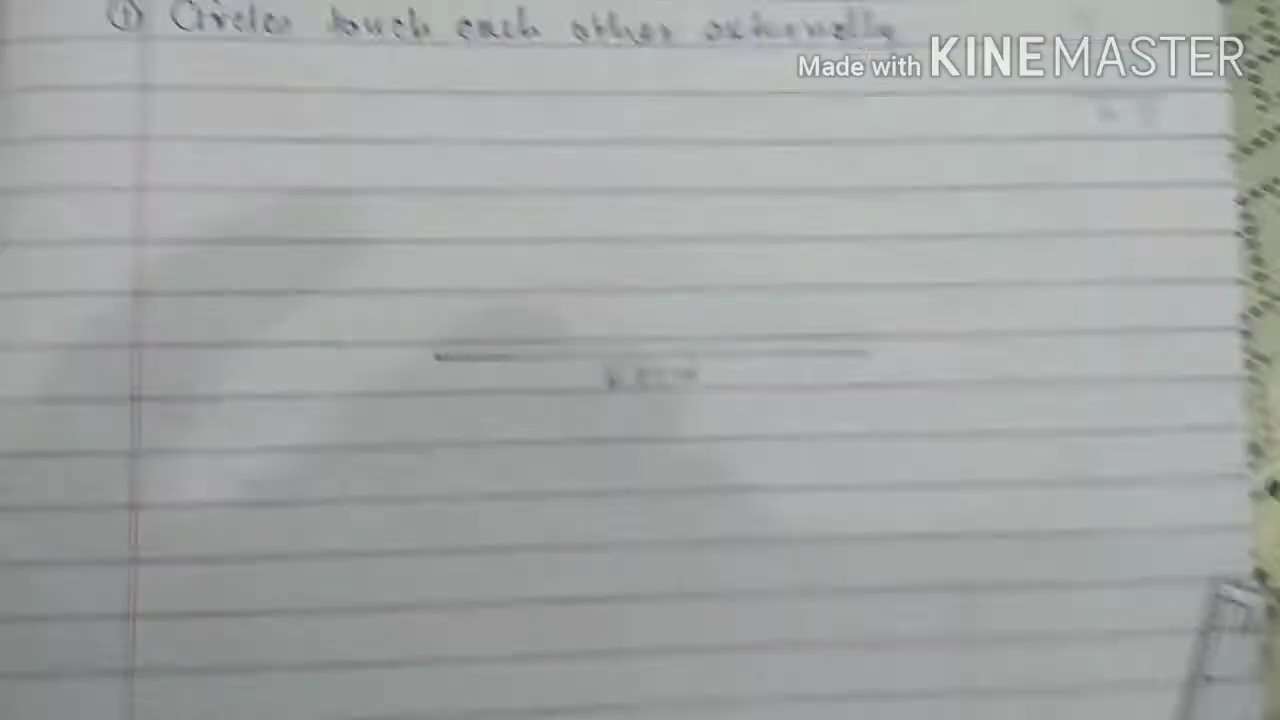 ① Circles touch each other externally
Made with KINEMASTER